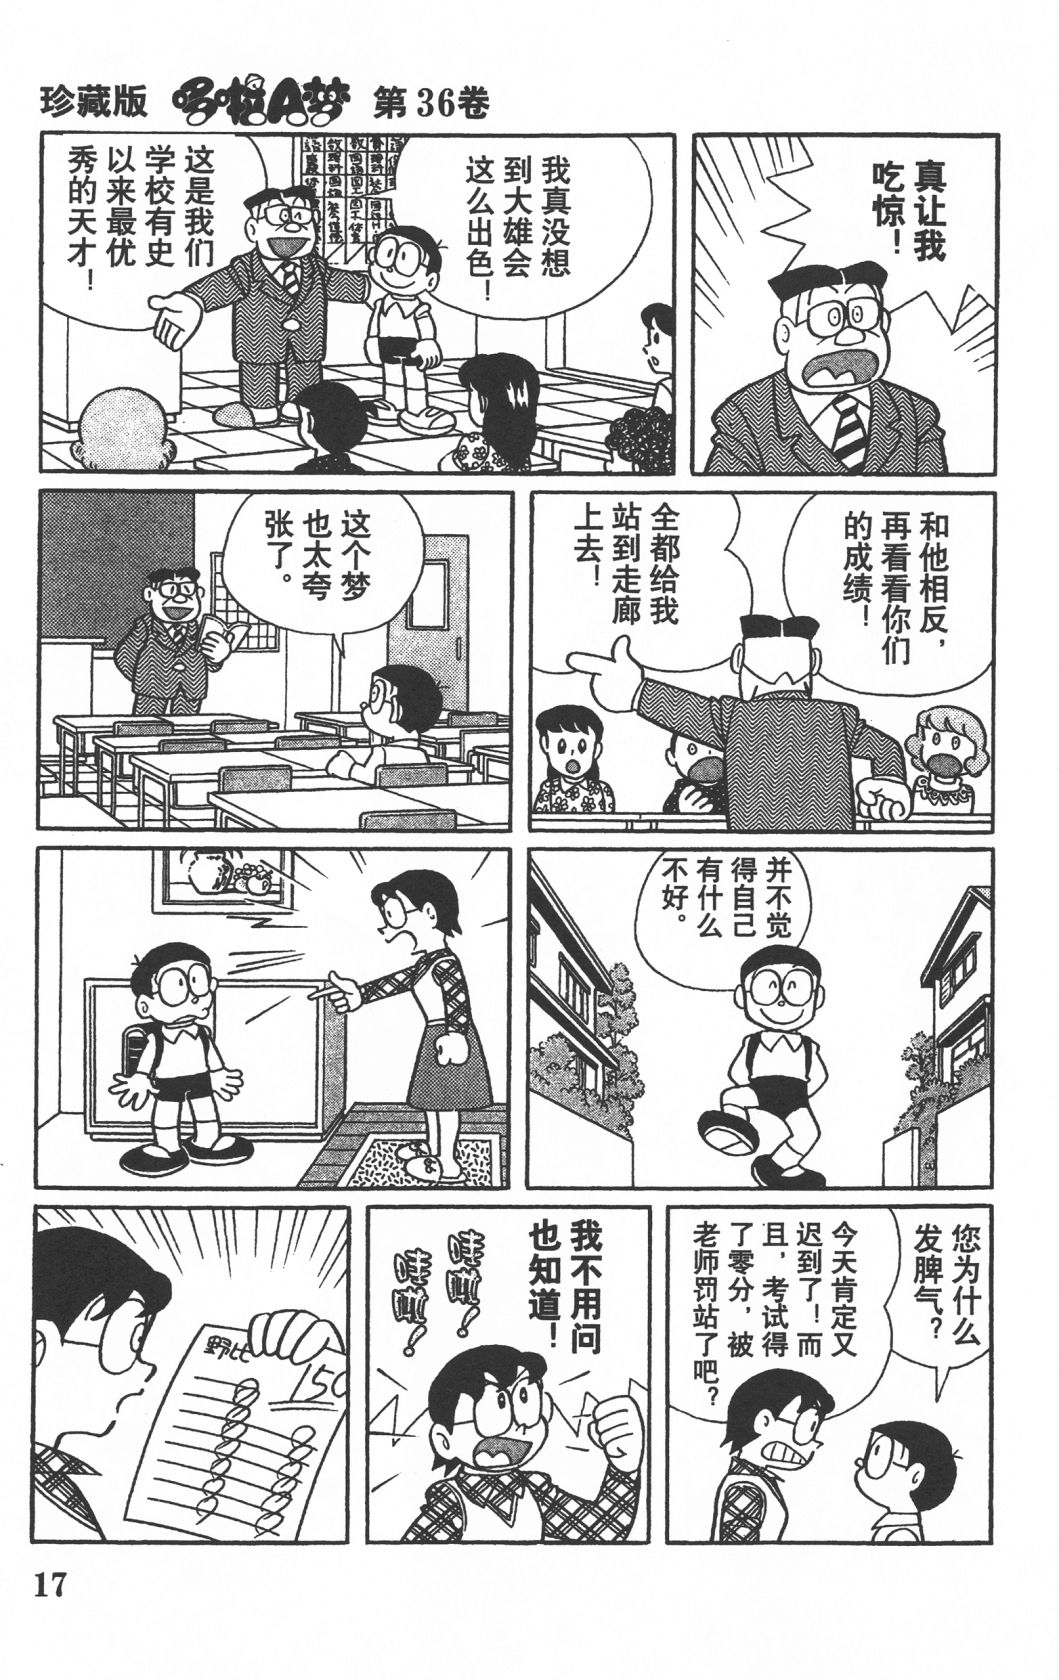 珍藏版 哆啦A梦 第36卷
真让我
吃惊！
我真没想
到大雄会
这么出色！
这是我们
学校有史
以来最优
秀的天才！
和他相反，
再看看你们
的成绩！
全都给我
站到走廊
上去！
这个梦
也太夸
张了。
并不觉
得自己
有什么
不好。
您为什么
发脾气？
今天肯定又
迟到了！而
且，考试得
了零分，被
老师罚站了吧？
我不用问
也知道！
野比
150
17